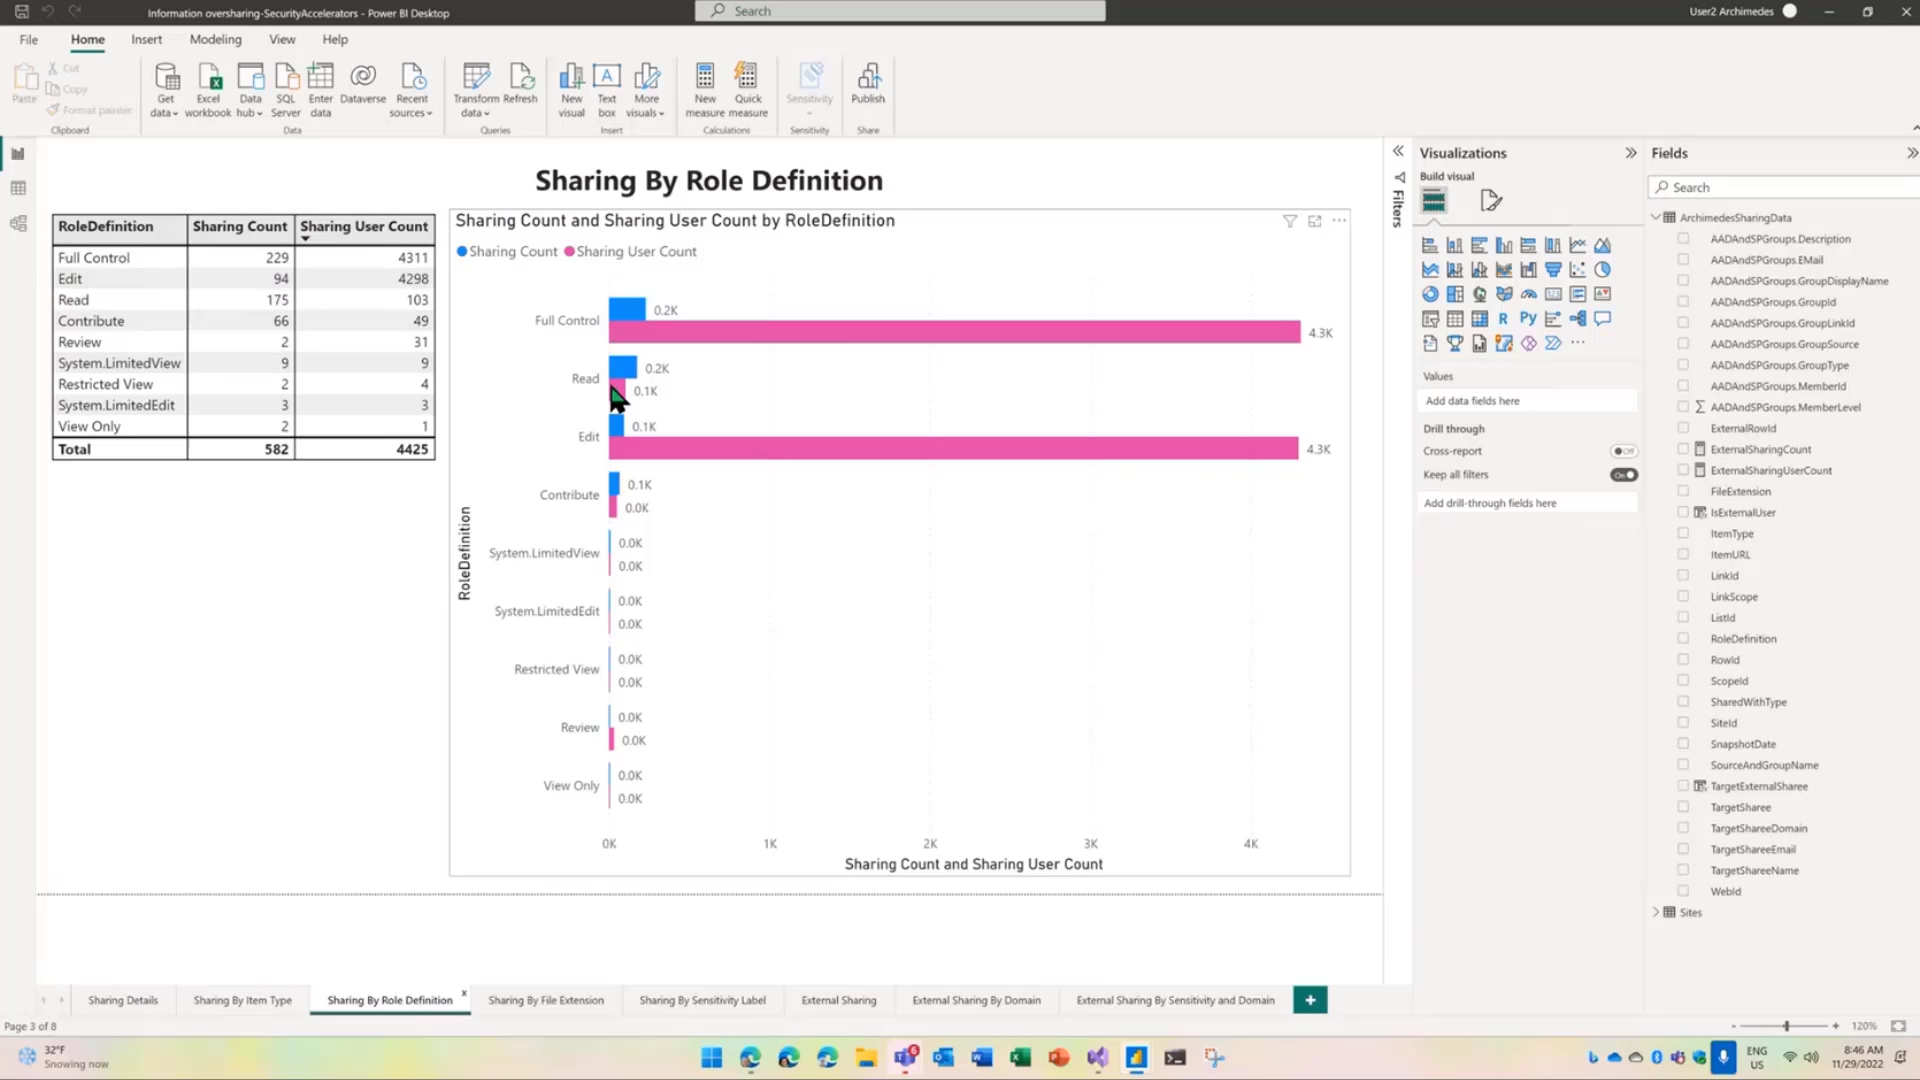 Information oversharing-SecurityAccelerators - Power BI Desktop
Search
User2 Archimedes
File Home Insert Modeling View Help
Paste
Cut
Copy
Format painter
Clipboard
Get data
Excel workbook
Data hub
SQL Server
Enter data
Dataverse
Recent sources
Data
Transform data
Refresh
Queries
New visual
Text box
More visuals
Insert
New measure
Quick measure
Calculations
Sensitivity
Sensitivity
Publish
Share
Sharing By Role Definition
RoleDefinition Sharing Count Sharing User Count
Full Control 229 4311
Edit 94 4298
Read 175 103
Contribute 66 49
Review 2 31
System.LimitedView 9 9
Restricted View 2 4
System.LimitedEdit 3 3
View Only 2 1
Total 582 4425
Sharing Count and Sharing User Count by RoleDefinition
Sharing Count Sharing User Count
RoleDefinition
Full Control 0.2K
4.3K
Read 0.2K
0.1K
Edit 0.1K
4.3K
Contribute 0.1K
0.0K
System.LimitedView 0.0K
0.0K
System.LimitedEdit 0.0K
0.0K
Restricted View 0.0K
0.0K
Review 0.0K
0.0K
View Only 0.0K
0.0K
0K 1K 2K 3K 4K
Sharing Count and Sharing User Count
Filters
Visualizations
Build visual
R Py
Values
Add data fields here
Drill through
Cross-report
Off
Keep all filters
On
Add drill-through fields here
Fields
Search
ArchimedesSharingData
AADAndSPGroups.Description
AADAndSPGroups.EMail
AADAndSPGroups.GroupDisplayName
AADAndSPGroups.GroupId
AADAndSPGroups.GroupLinkId
AADAndSPGroups.GroupSource
AADAndSPGroups.GroupType
AADAndSPGroups.MemberId
AADAndSPGroups.MemberLevel
ExternalRowId
ExternalSharingCount
ExternalSharingUserCount
FileExtension
IsExternalUser
ItemType
ItemURL
LinkId
LinkScope
ListId
RoleDefinition
RowId
ScopeId
SharedWithType
SiteId
SnapshotDate
SourceAndGroupName
TargetExternalSharee
TargetSharee
TargetShareeDomain
TargetShareeEmail
TargetShareeName
WebId
Sites
Sharing Details Sharing By Item Type Sharing By Role Definition x Sharing By File Extension Sharing By Sensitivity Label External Sharing External Sharing By Domain External Sharing By Sensitivity and Domain +
Page 3 of 8
- + 120%
32°F
Snowing now
6
ENG
US
8:46 AM
11/29/2022